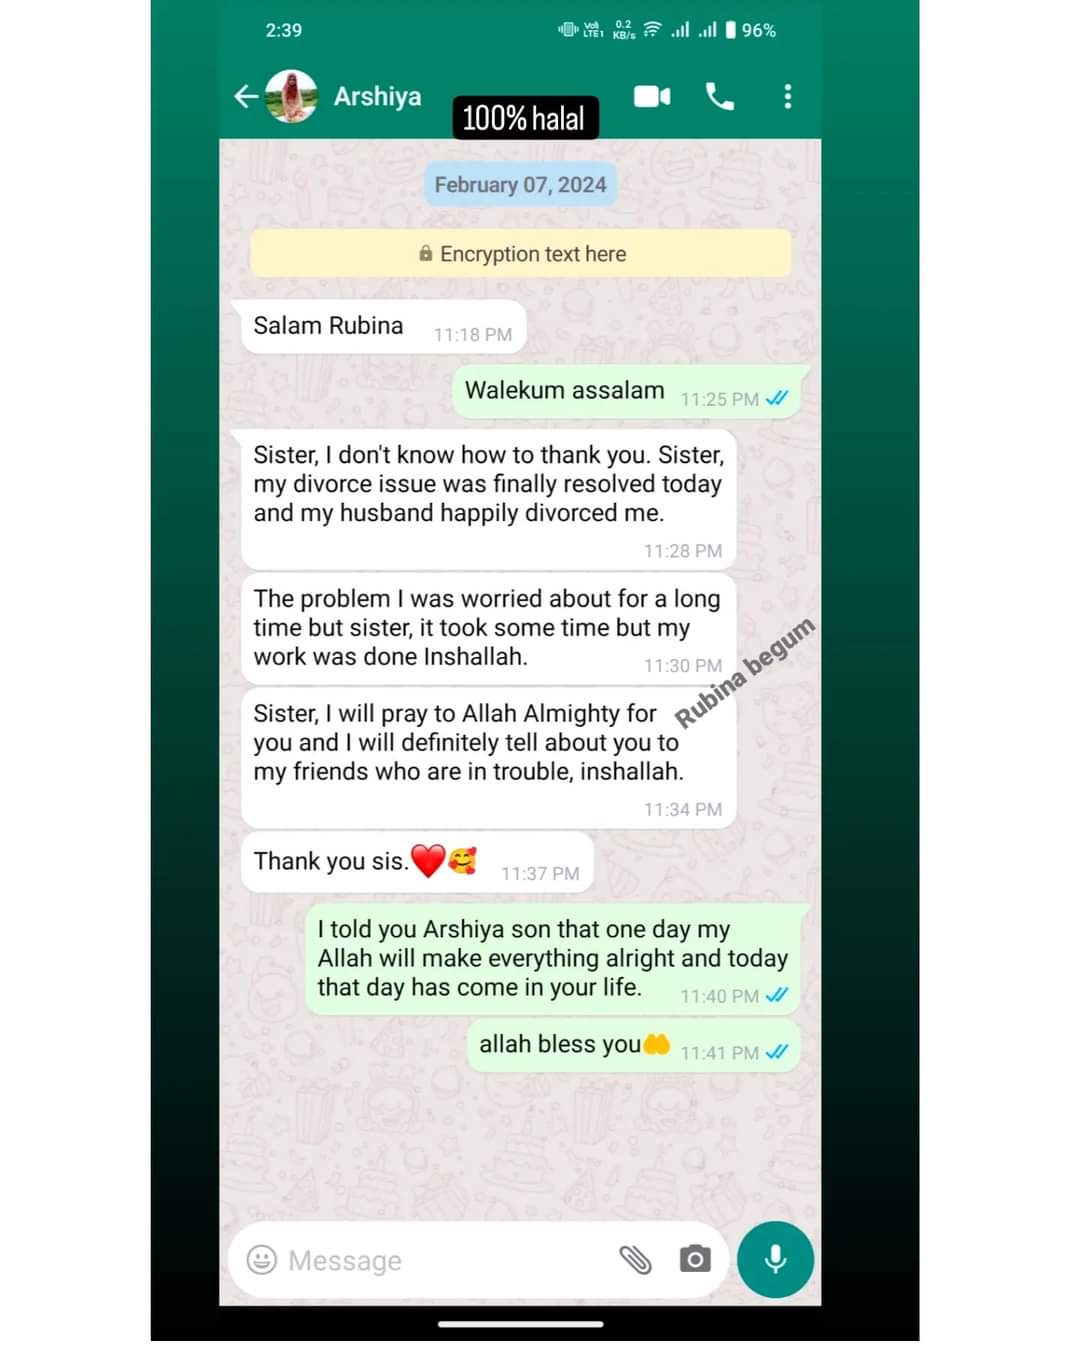 2:39
Vo)
LTE1
0.2
KB/s
96%
Arshiya
100% halal
February 07, 2024
Encryption text here
Salam Rubina
11:18 PM
Walekum assalam
11:25 PM
Sister, I don't know how to thank you. Sister,
my divorce issue was finally resolved today
and my husband happily divorced me.
11:28 PM
The problem I was worried about for a long
time but sister, it took some time but my
work was done Inshallah.
11:30 PM
Rubina begum
Sister, I will pray to Allah Almighty for
you and I will definitely tell about you to
my friends who are in trouble, inshallah.
11:34 PM
Thank you sis.❤️🥰
11:37 PM
I told you Arshiya son that one day my
Allah will make everything alright and today
that day has come in your life.
11:40 PM
allah bless you🤲
11:41 PM
Message